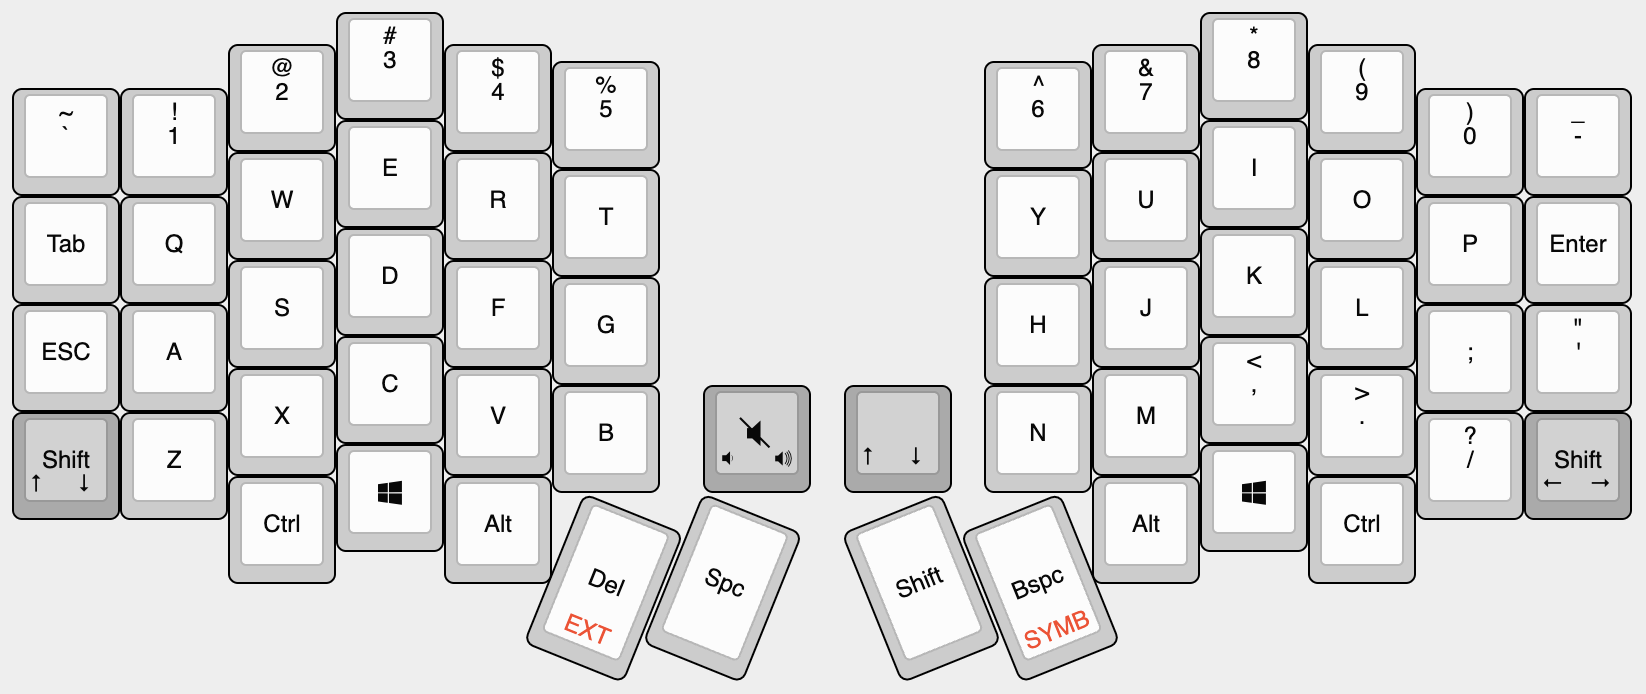 ~
`
!
1
@
2
#
3
$
4
%
5
^
6
&
7
*
8
(
9
)
0
_
-
Tab
Q
W
E
R
T
Y
U
I
O
P
Enter
ESC
A
S
D
F
G
H
J
K
L
;
"
'
Shift
↑ ↓
Z
X
C
V
B
↑ ↓
N
M
<
,
>
.
?
/
Shift
← →
Ctrl
Alt
Del
EXT
Spc
Shift
Bspc
SYMB
Alt
Ctrl